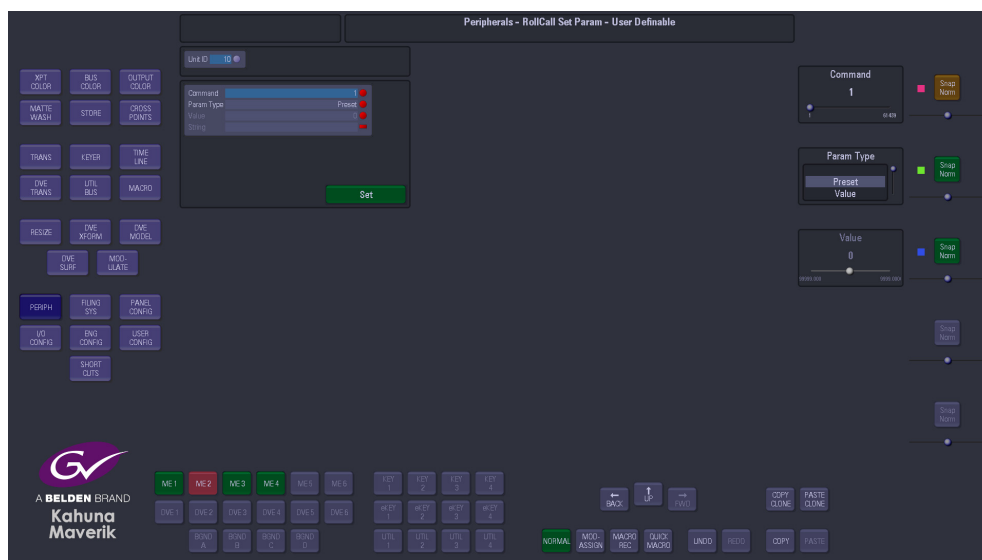 Peripherals - RollCall Set Param - User Definable
Unit ID 10
Command 1
Param Type Preset
Value 0
String
Set
XPT COLOR
BUS COLOR
OUTPUT COLOR
MATTE WASH
STORE
CROSS POINTS
TRANS
KEYER
TIME LINE
DVE TRANS
UTIL BUS
MACRO
RESIZE
DVE XFORM
DVE MODEL
DVE SURF
MOD- ULATE
PERIPH
FILING SYS
PANEL CONFIG
I/O CONFIG
ENG CONFIG
USER CONFIG
SHORT CUTS
Command
1
1
Snap Norm
Param Type
Preset
Value
Snap Norm
Value
0
Snap Norm
Snap Norm
Snap Norm
GV
A BELDEN BRAND
Kahuna
Maverik
ME 1 ME 2 ME 3 ME 4 ME 5 ME 6
DVE 1 DVE 2 DVE 3 DVE 4 DVE 5 DVE 6
BGND A BGND B BGND C BGND D
KEY 1 KEY 2 KEY 3 KEY 4
eKEY 1 eKEY 2 eKEY 3 eKEY 4
UTIL 1 UTIL 2 UTIL 3 UTIL 4
BACK UP FWD
COPY CLONE PASTE CLONE
NORMAL MOD- ASSIGN MACRO REC QUICK MACRO UNDO REDO COPY PASTE